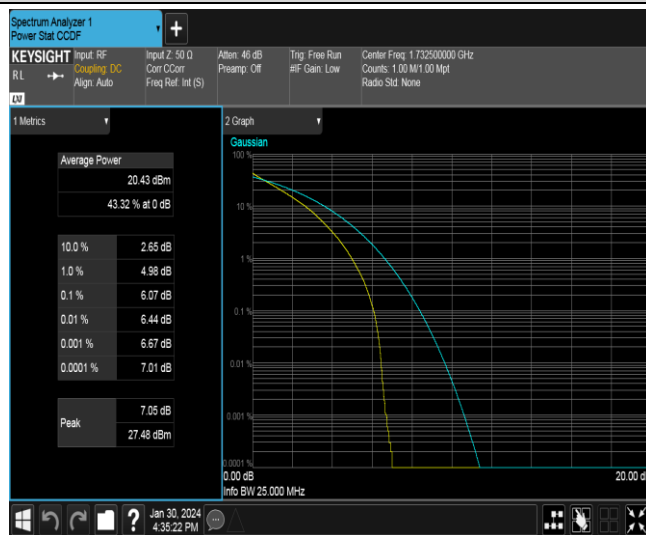 Spectrum Analyzer 1
Power Stat CCDF
+
KEYSIGHT
RL
LXI
Input: RF
Coupling: DC
Align: Auto
Input Z: 50 Ω
Corr CCorr
Freq Ref: Int (S)
Atten: 46 dB
Preamp: Off
Trig: Free Run
#IF Gain: Low
Center Freq: 1.732500000 GHz
Counts: 1.00 M/1.00 Mpt
Radio Std: None
1 Metrics
Average Power
20.43 dBm
43.32 % at 0 dB
10.0 % 2.65 dB
1.0 % 4.98 dB
0.1 % 6.07 dB
0.01 % 6.44 dB
0.001 % 6.67 dB
0.0001 % 7.01 dB
Peak
7.05 dB
27.48 dBm
2 Graph
Gaussian
100 %
10 %
1 %
0.1 %
0.01 %
0.001 %
0.0001 %
0.00 dB
20.00 d
Info BW 25.000 MHz
?
Jan 30, 2024
4:35:22 PM